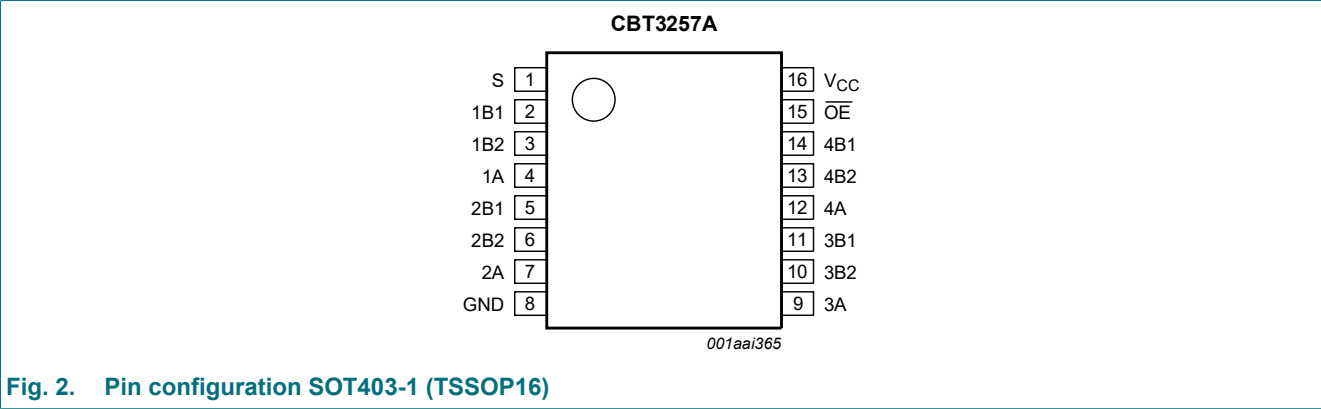 CBT3257A
S 1 16 VCC
1B1 2 15 O̅E̅
1B2 3 14 4B1
1A 4 13 4B2
2B1 5 12 4A
2B2 6 11 3B1
2A 7 10 3B2
GND 8 9 3A
001aai365
Fig. 2. Pin configuration SOT403-1 (TSSOP16)